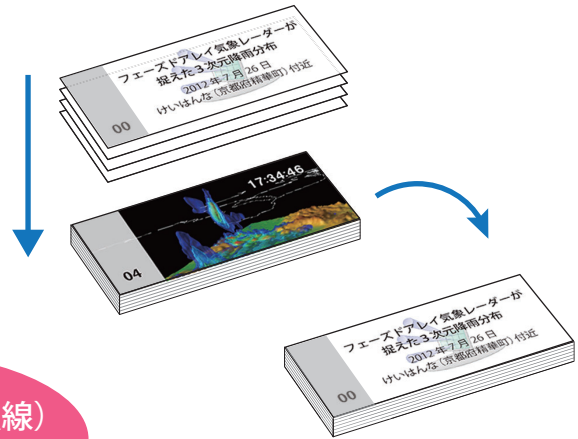 フェーズドアレイ気象レーダーが
捉えた3次元降雨分布
2012年7月26日
けいはんな（京都府精華町）付近
00
17:34:46
04
フェーズドアレイ気象レーダーが
捉えた3次元降雨分布
2012年7月26日
けいはんな（京都府精華町）付近
00
線）